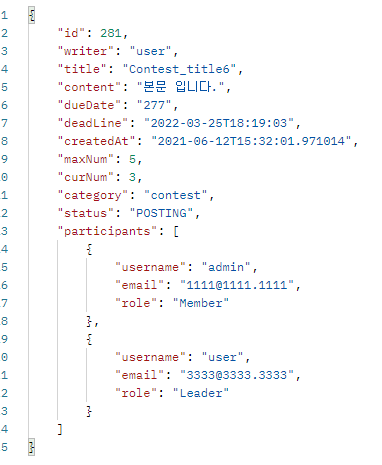 1 {
2 "id": 281,
3 "writer": "user",
4 "title": "Contest_title6",
5 "content": "본문 입니다.",
6 "dueDate": "277",
7 "deadLine": "2022-03-25T18:19:03",
8 "createdAt": "2021-06-12T15:32:01.971014",
9 "maxNum": 5,
0 "curNum": 3,
1 "category": "contest",
2 "status": "POSTING",
3 "participants": [
4 {
5 "username": "admin",
6 "email": "1111@1111.1111",
7 "role": "Member"
8 },
9 {
0 "username": "user",
1 "email": "3333@3333.3333",
2 "role": "Leader"
3 }
4 ]
5 }